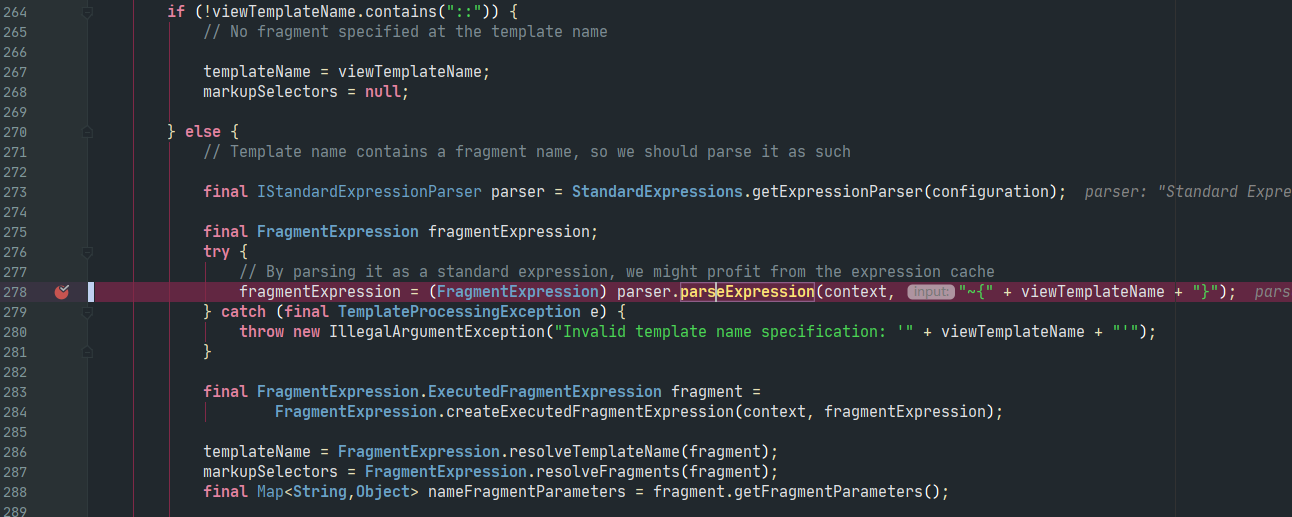 264 if (!viewTemplateName.contains("::")) {
265 // No fragment specified at the template name
266
267 templateName = viewTemplateName;
268 markupSelectors = null;
269
270 } else {
271 // Template name contains a fragment name, so we should parse it as such
272
273 final IStandardExpressionParser parser = StandardExpressions.getExpressionParser(configuration); parser: "Standard Expre
274
275 final FragmentExpression fragmentExpression;
276 try {
277 // By parsing it as a standard expression, we might profit from the expression cache
278 fragmentExpression = (FragmentExpression) parser.parseExpression(context, input: "~{" + viewTemplateName + "}"); pars
279 } catch (final TemplateProcessingException e) {
280 throw new IllegalArgumentException("Invalid template name specification: '" + viewTemplateName + "'");
281 }
282
283 final FragmentExpression.ExecutedFragmentExpression fragment =
284 FragmentExpression.createExecutedFragmentExpression(context, fragmentExpression);
285
286 templateName = FragmentExpression.resolveTemplateName(fragment);
287 markupSelectors = FragmentExpression.resolveFragments(fragment);
288 final Map<String,Object> nameFragmentParameters = fragment.getFragmentParameters();
289